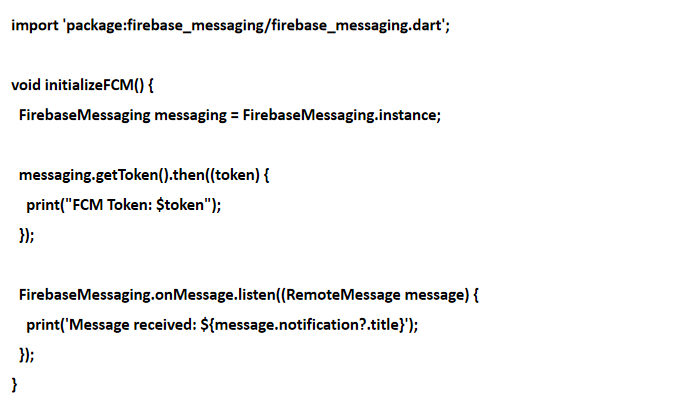 import 'package:firebase_messaging/firebase_messaging.dart';
void initializeFCM() {
FirebaseMessaging messaging = FirebaseMessaging.instance;
messaging.getToken().then((token) {
print("FCM Token: $token");
});
FirebaseMessaging.onMessage.listen((RemoteMessage message) {
print('Message received: ${message.notification?.title}');
});
}